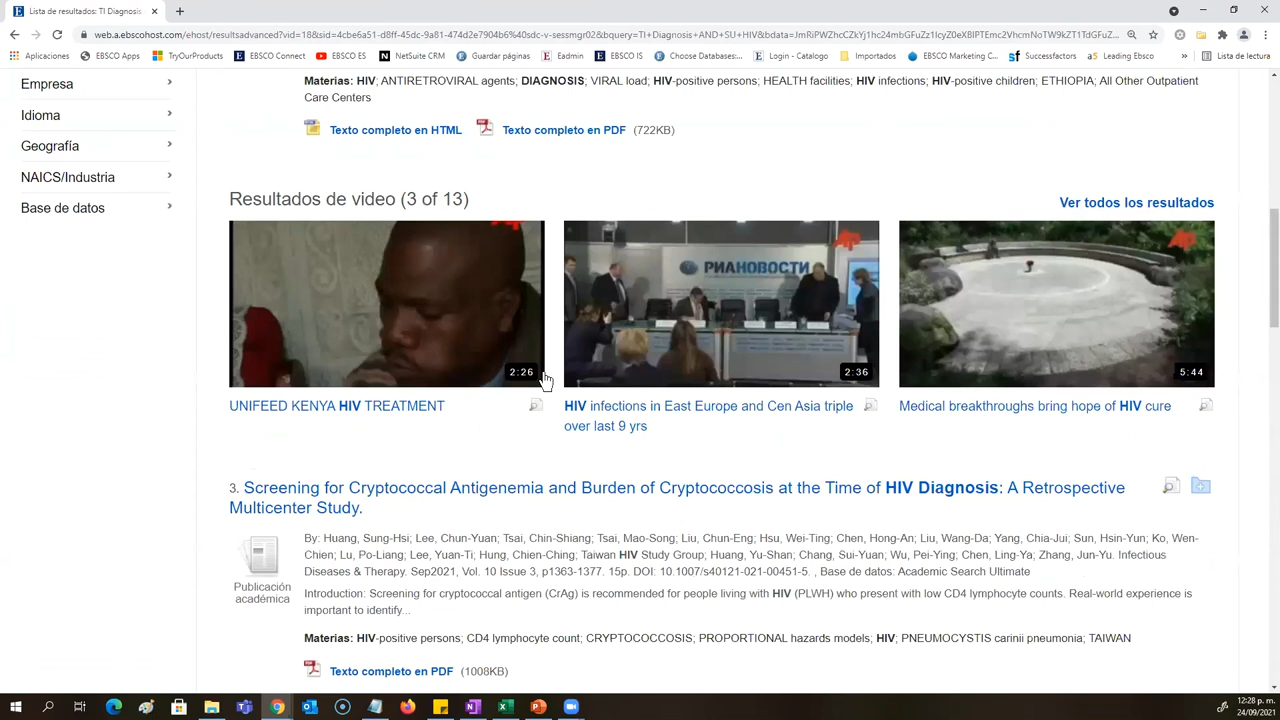 Lista de resultados: TI Diagnosis
web.a.ebscohost.com/ehost/resultsadvanced?vid=18&sid=4cbe6a51-d8ff-45dc-9a81-474d2e7904b6%40sdc-v-sessmgr02&bquery=TI+Diagnosis+AND+SU+HIV&bdata=
Aplicaciones
EBSCO Apps
TryOurProducts
EBSCO Connect
EBSCO ES
NetSuite CRM
Guardar páginas
Eadmin
EBSCO IS
Choose Databases:...
Login - Catalogo
Importados
EBSCO Marketing C...
Successfactors
Leading Ebsco
»
Lista de lectura
Empresa
Idioma
Geografía
NAICS/Industria
Base de datos
Materias: HIV; ANTIRETROVIRAL agents; DIAGNOSIS; VIRAL load; HIV-positive persons; HEALTH facilities; HIV infections; HIV-positive children; ETHIOPIA; All Other Outpatient
Care Centers
Texto completo en HTML
Texto completo en PDF (722KB)
Resultados de video (3 of 13)
Ver todos los resultados
РИАНОВОСТИ
2:26
2:36
5:44
UNIFEED KENYA HIV TREATMENT
HIV infections in East Europe and Cen Asia triple
over last 9 yrs
Medical breakthroughs bring hope of HIV cure
3. Screening for Cryptococcal Antigenemia and Burden of Cryptococcosis at the Time of HIV Diagnosis: A Retrospective
Multicenter Study.
Publicación
académica
By: Huang, Sung-Hsi; Lee, Chun-Yuan; Tsai, Chin-Shiang; Tsai, Mao-Song; Liu, Chun-Eng; Hsu, Wei-Ting; Chen, Hong-An; Liu, Wang-Da; Yang, Chia-Jui; Sun, Hsin-Yun; Ko, Wen-
Chien; Lu, Po-Liang; Lee, Yuan-Ti; Hung, Chien-Ching; Taiwan HIV Study Group; Huang, Yu-Shan; Chang, Sui-Yuan; Wu, Pei-Ying; Chen, Ling-Ya; Zhang, Jun-Yu. Infectious
Diseases & Therapy. Sep2021, Vol. 10 Issue 3, p1363-1377. 15p. DOI: 10.1007/s40121-021-00451-5. , Base de datos: Academic Search Ultimate
Introduction: Screening for cryptococcal antigen (CrAg) is recommended for people living with HIV (PLWH) who present with low CD4 lymphocyte counts. Real-world experience is
important to identify...
Materias: HIV-positive persons; CD4 lymphocyte count; CRYPTOCOCCOSIS; PROPORTIONAL hazards models; HIV; PNEUMOCYSTIS carinii pneumonia; TAIWAN
Texto completo en PDF (1008KB)
12:28 p. m.
24/09/2021